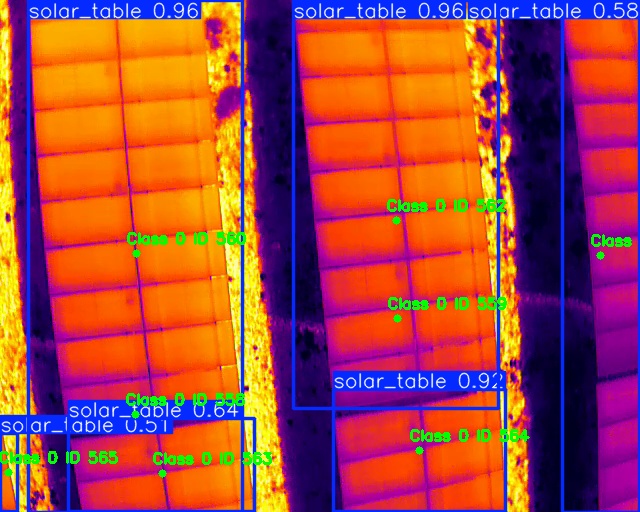 solar_table 0.96
solar_table 0.96
solar_table 0.58
Class 0 ID 562
Class 0 ID 560
Class
Class 0 ID 559
solar_table 0.92
Class 0 ID 558
solar_table 0.64
solar_table 0.51
Class 0 ID 564
Class 0 ID 565
Class 0 ID 563